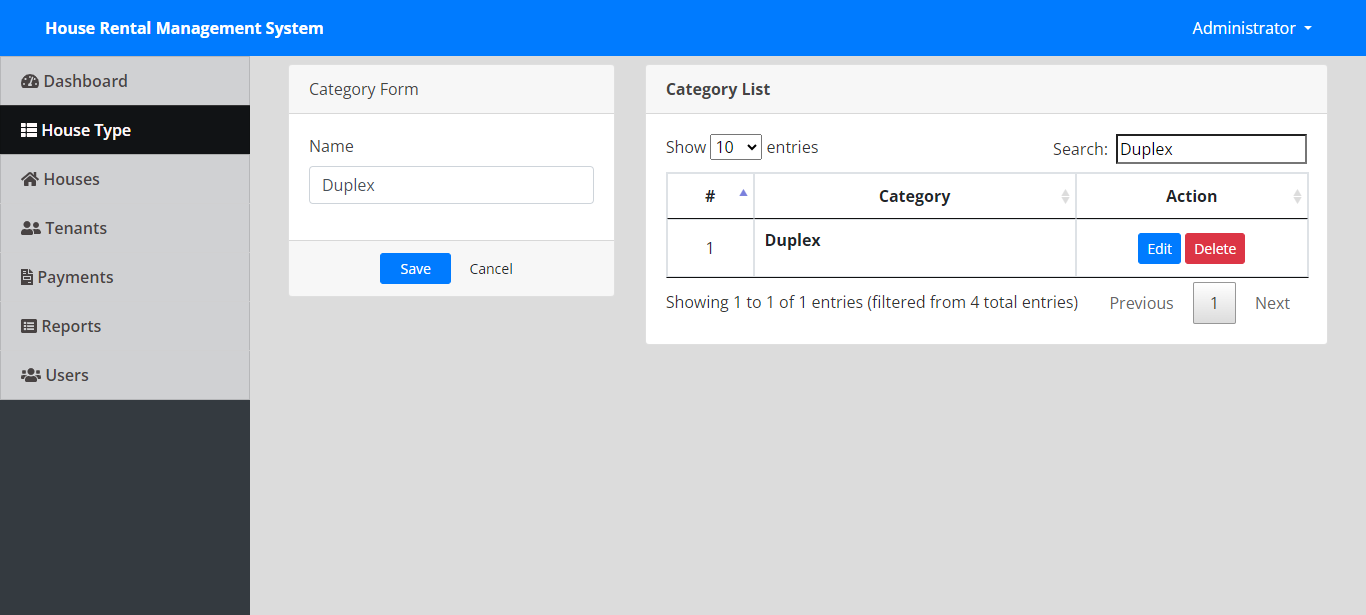 House Rental Management System
Administrator
Dashboard
House Type
Houses
Tenants
Payments
Reports
Users
Category Form
Name
Duplex
Save Cancel
Category List
Show 10 entries Search: Duplex
# Category Action
1 Duplex Edit Delete
Showing 1 to 1 of 1 entries (filtered from 4 total entries) Previous 1 Next